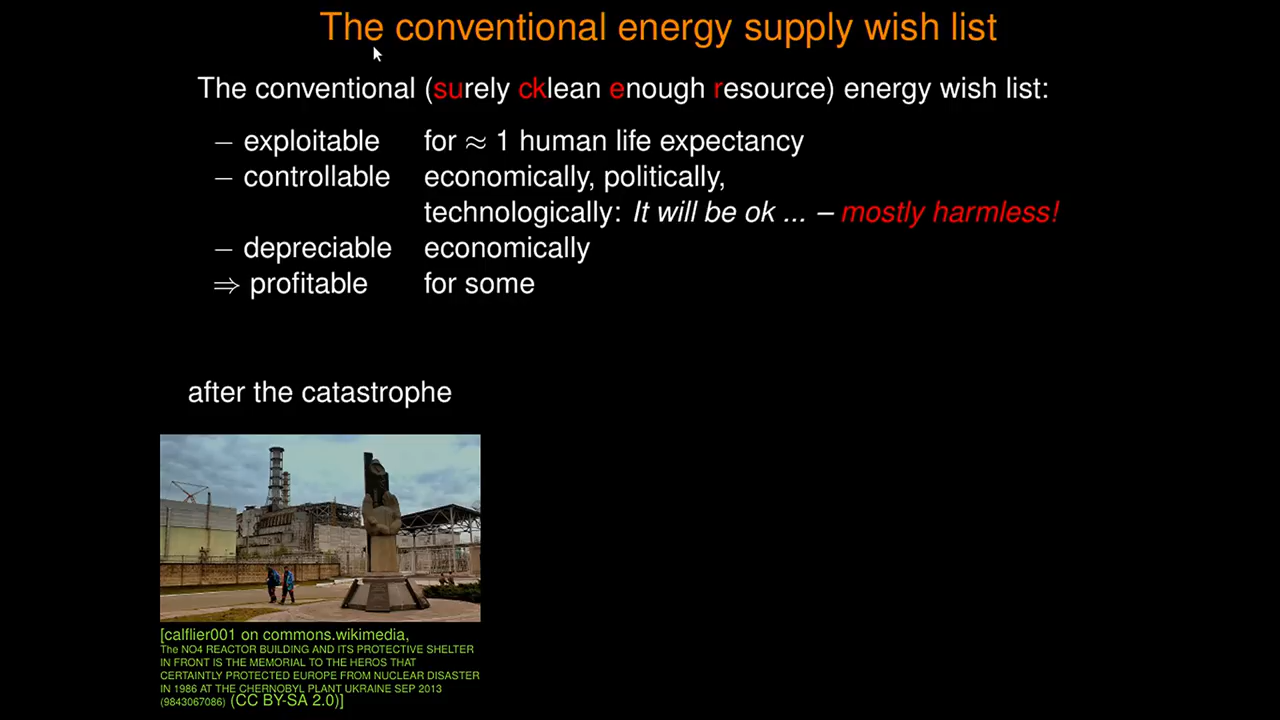 The conventional energy supply wish list
The conventional (surely cklean enough resource) energy wish list:
– exploitable for ≈ 1 human life expectancy
– controllable economically, politically,
technologically: It will be ok ... – mostly harmless!
– depreciable economically
⇒ profitable for some
after the catastrophe
[calflier001 on commons.wikimedia,
The NO4 REACTOR BUILDING AND ITS PROTECTIVE SHELTER
IN FRONT IS THE MEMORIAL TO THE HEROS THAT
CERTAINTLY PROTECTED EUROPE FROM NUCLEAR DISASTER
IN 1986 AT THE CHERNOBYL PLANT UKRAINE SEP 2013
(9843067086) (CC BY-SA 2.0)]